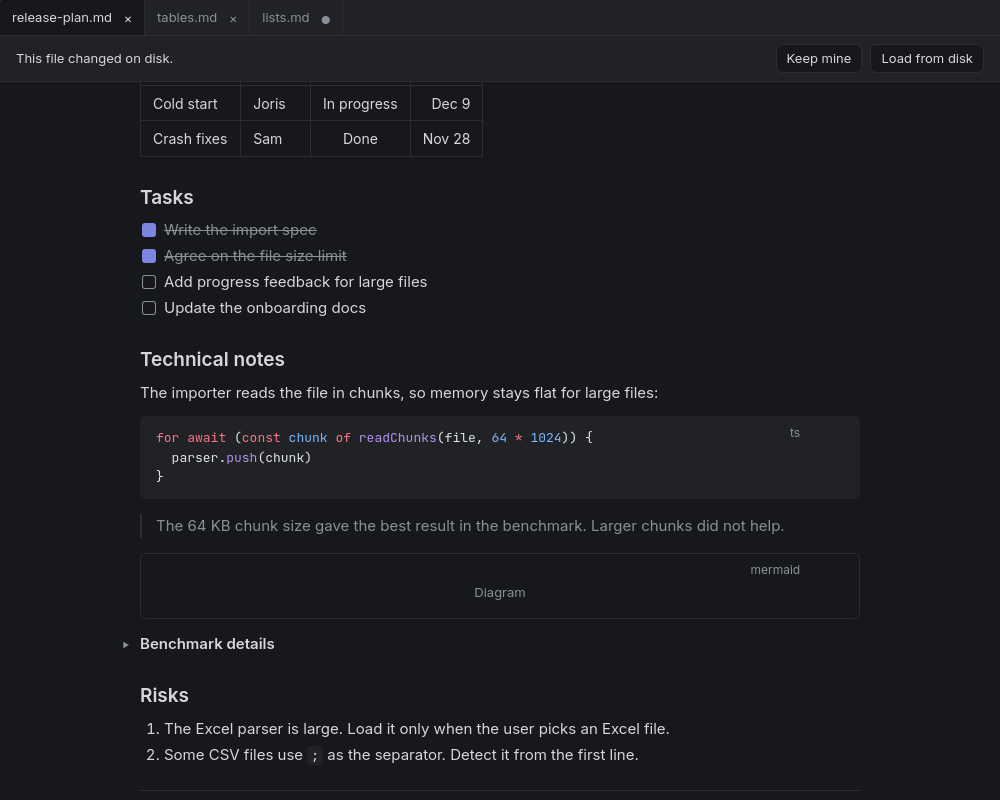 release-plan.md × tables.md × lists.md ●
This file changed on disk. Keep mine Load from disk
Cold start Joris In progress Dec 9
Crash fixes Sam Done Nov 28
Tasks
Write the import spec
Agree on the file size limit
Add progress feedback for large files
Update the onboarding docs
Technical notes
The importer reads the file in chunks, so memory stays flat for large files:
ts
for await (const chunk of readChunks(file, 64 * 1024)) {
  parser.push(chunk)
}
The 64 KB chunk size gave the best result in the benchmark. Larger chunks did not help.
mermaid
Diagram
Benchmark details
Risks
1. The Excel parser is large. Load it only when the user picks an Excel file.
2. Some CSV files use ; as the separator. Detect it from the first line.